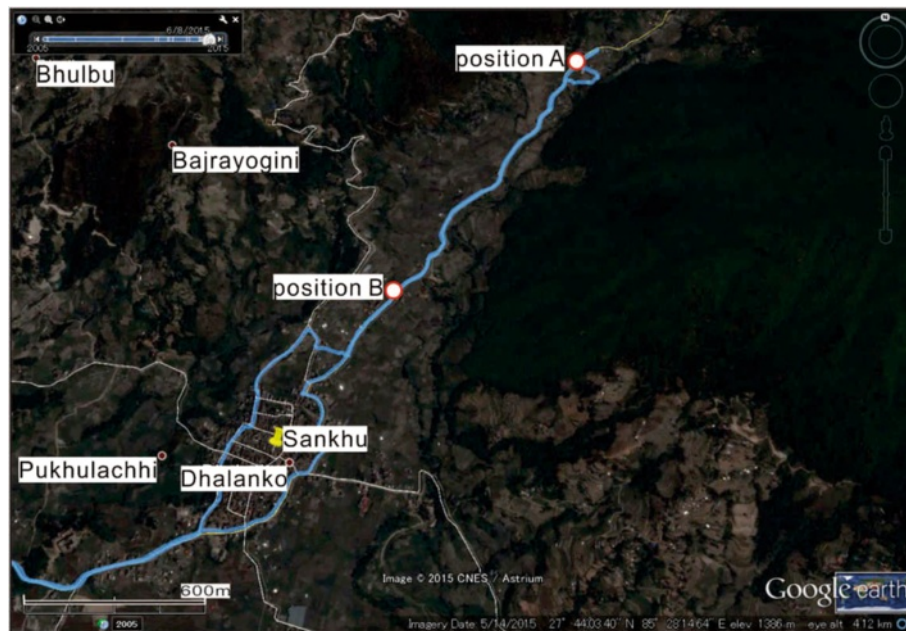 6/8/2015
2005
2015
Bhulbu
position A
Bajrayogini
position B
Sankhu
Pukhulachhi
Dhalanko
600m
Image © 2015 CNES / Astrium
Google earth
2005
Imagery Date: 5/14/2015 27° 44'03.40" N 85° 28'14.64" E elev 1386 m eye alt 4.12 km
N